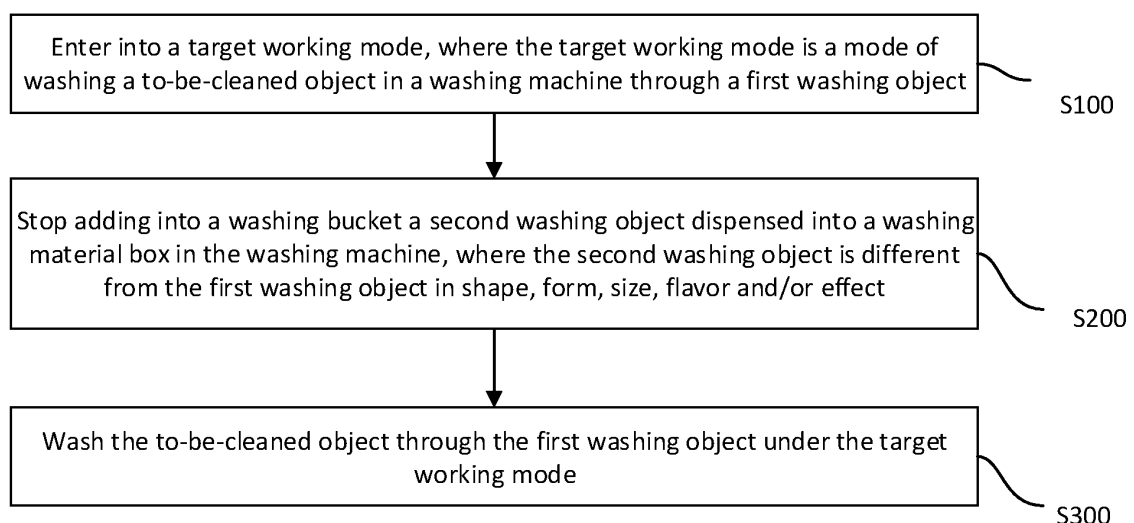 Enter into a target working mode, where the target working mode is a mode of
washing a to-be-cleaned object in a washing machine through a first washing object
S100
Stop adding into a washing bucket a second washing object dispensed into a washing
material box in the washing machine, where the second washing object is different
from the first washing object in shape, form, size, flavor and/or effect
S200
Wash the to-be-cleaned object through the first washing object under the target
working mode
S300